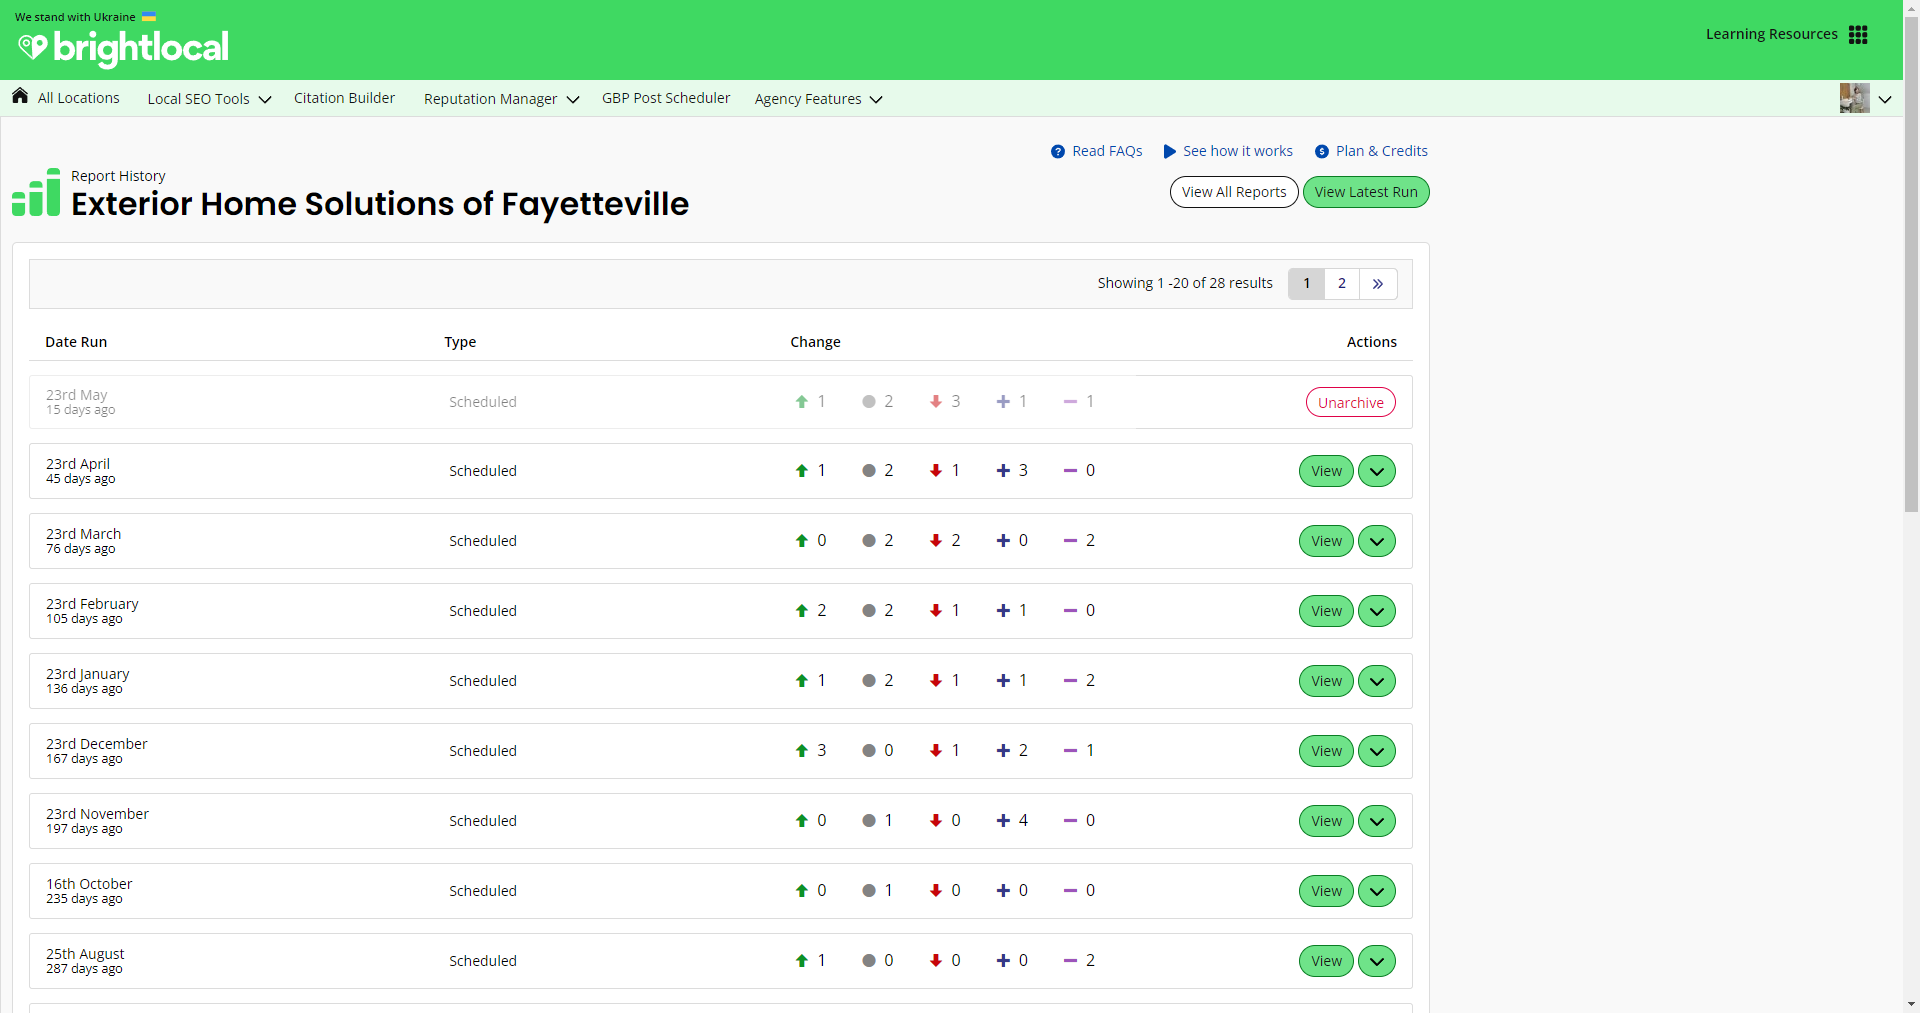 We stand with Ukraine
brightlocal
Learning Resources
All Locations Local SEO Tools Citation Builder Reputation Manager GBP Post Scheduler Agency Features
Read FAQs See how it works Plan & Credits
Report History
Exterior Home Solutions of Fayetteville
View All Reports View Latest Run
Showing 1 -20 of 28 results 1 2 »
Date Run Type Change Actions
23rd May
15 days ago
Scheduled 1 2 3 1 1 Unarchive
23rd April
45 days ago
Scheduled 1 2 1 3 0 View
23rd March
76 days ago
Scheduled 0 2 2 0 2 View
23rd February
105 days ago
Scheduled 2 2 1 1 0 View
23rd January
136 days ago
Scheduled 1 2 1 1 2 View
23rd December
167 days ago
Scheduled 3 0 1 2 1 View
23rd November
197 days ago
Scheduled 0 1 0 4 0 View
16th October
235 days ago
Scheduled 0 1 0 0 0 View
25th August
287 days ago
Scheduled 1 0 0 0 2 View